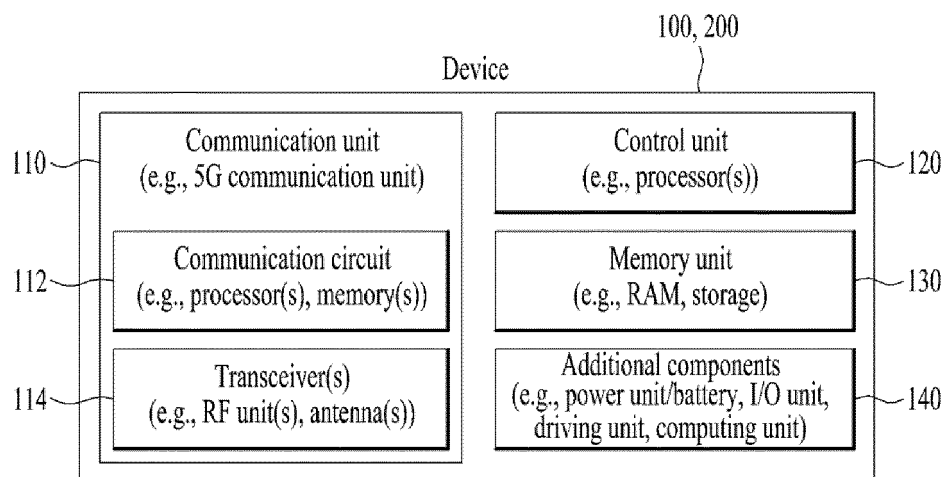 100, 200
Device
110
Communication unit
(e.g., 5G communication unit)
Control unit
(e.g., processor(s))
120
112
Communication circuit
(e.g., processor(s), memory(s))
Memory unit
(e.g., RAM, storage)
130
114
Transceiver(s)
(e.g., RF unit(s), antenna(s))
Additional components
(e.g., power unit/battery, I/O unit,
driving unit, computing unit)
140